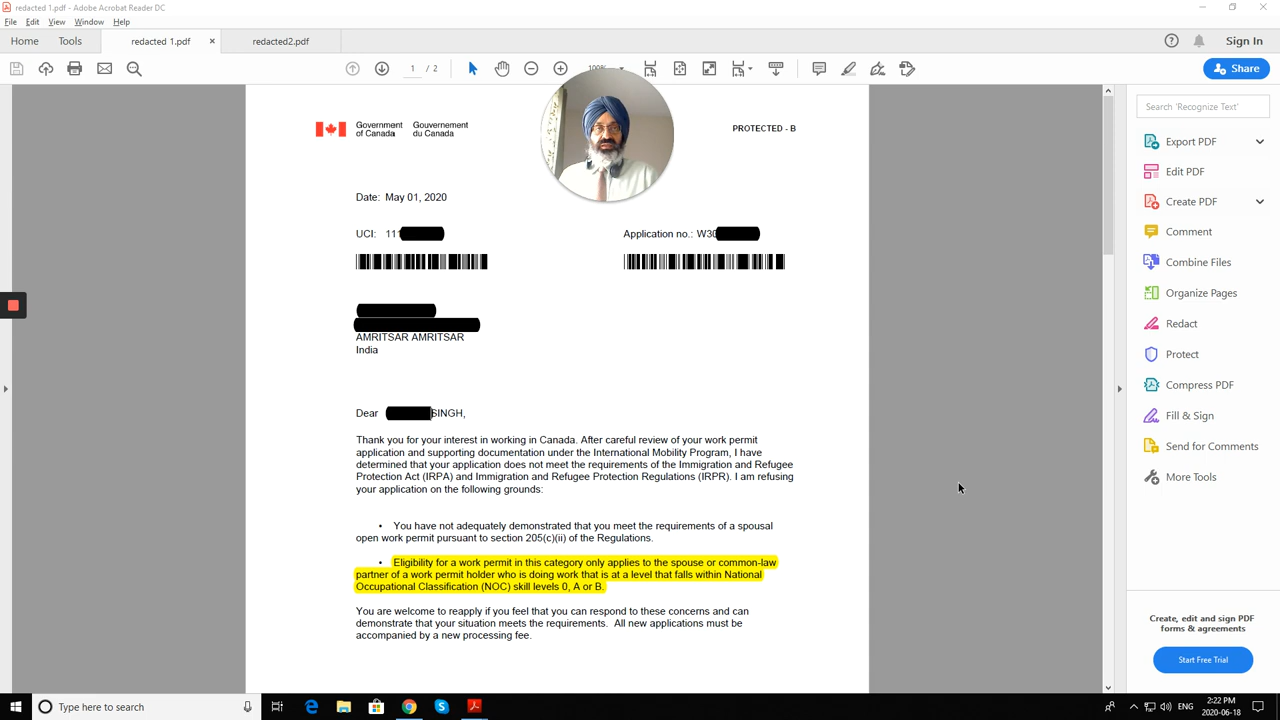 redacted 1.pdf - Adobe Acrobat Reader DC
File Edit View Window Help
Home Tools redacted 1.pdf × redacted2.pdf Sign In
1 / 2 100% Share
Government of Canada
Gouvernement du Canada
PROTECTED - B
Date: May 01, 2020
UCI: 111
Application no.: W30
AMRITSAR AMRITSAR
India
Dear SINGH,
Thank you for your interest in working in Canada. After careful review of your work permit
application and supporting documentation under the International Mobility Program, I have
determined that your application does not meet the requirements of the Immigration and Refugee
Protection Act (IRPA) and Immigration and Refugee Protection Regulations (IRPR). I am refusing
your application on the following grounds:
• You have not adequately demonstrated that you meet the requirements of a spousal
open work permit pursuant to section 205(c)(ii) of the Regulations.
• Eligibility for a work permit in this category only applies to the spouse or common-law
partner of a work permit holder who is doing work that is at a level that falls within National
Occupational Classification (NOC) skill levels 0, A or B.
You are welcome to reapply if you feel that you can respond to these concerns and can
demonstrate that your situation meets the requirements. All new applications must be
accompanied by a new processing fee.
Search 'Recognize Text'
Export PDF
Edit PDF
Create PDF
Comment
Combine Files
Organize Pages
Redact
Protect
Compress PDF
Fill & Sign
Send for Comments
More Tools
Create, edit and sign PDF
forms & agreements
Start Free Trial
Type here to search
ENG
2:22 PM
2020-06-18